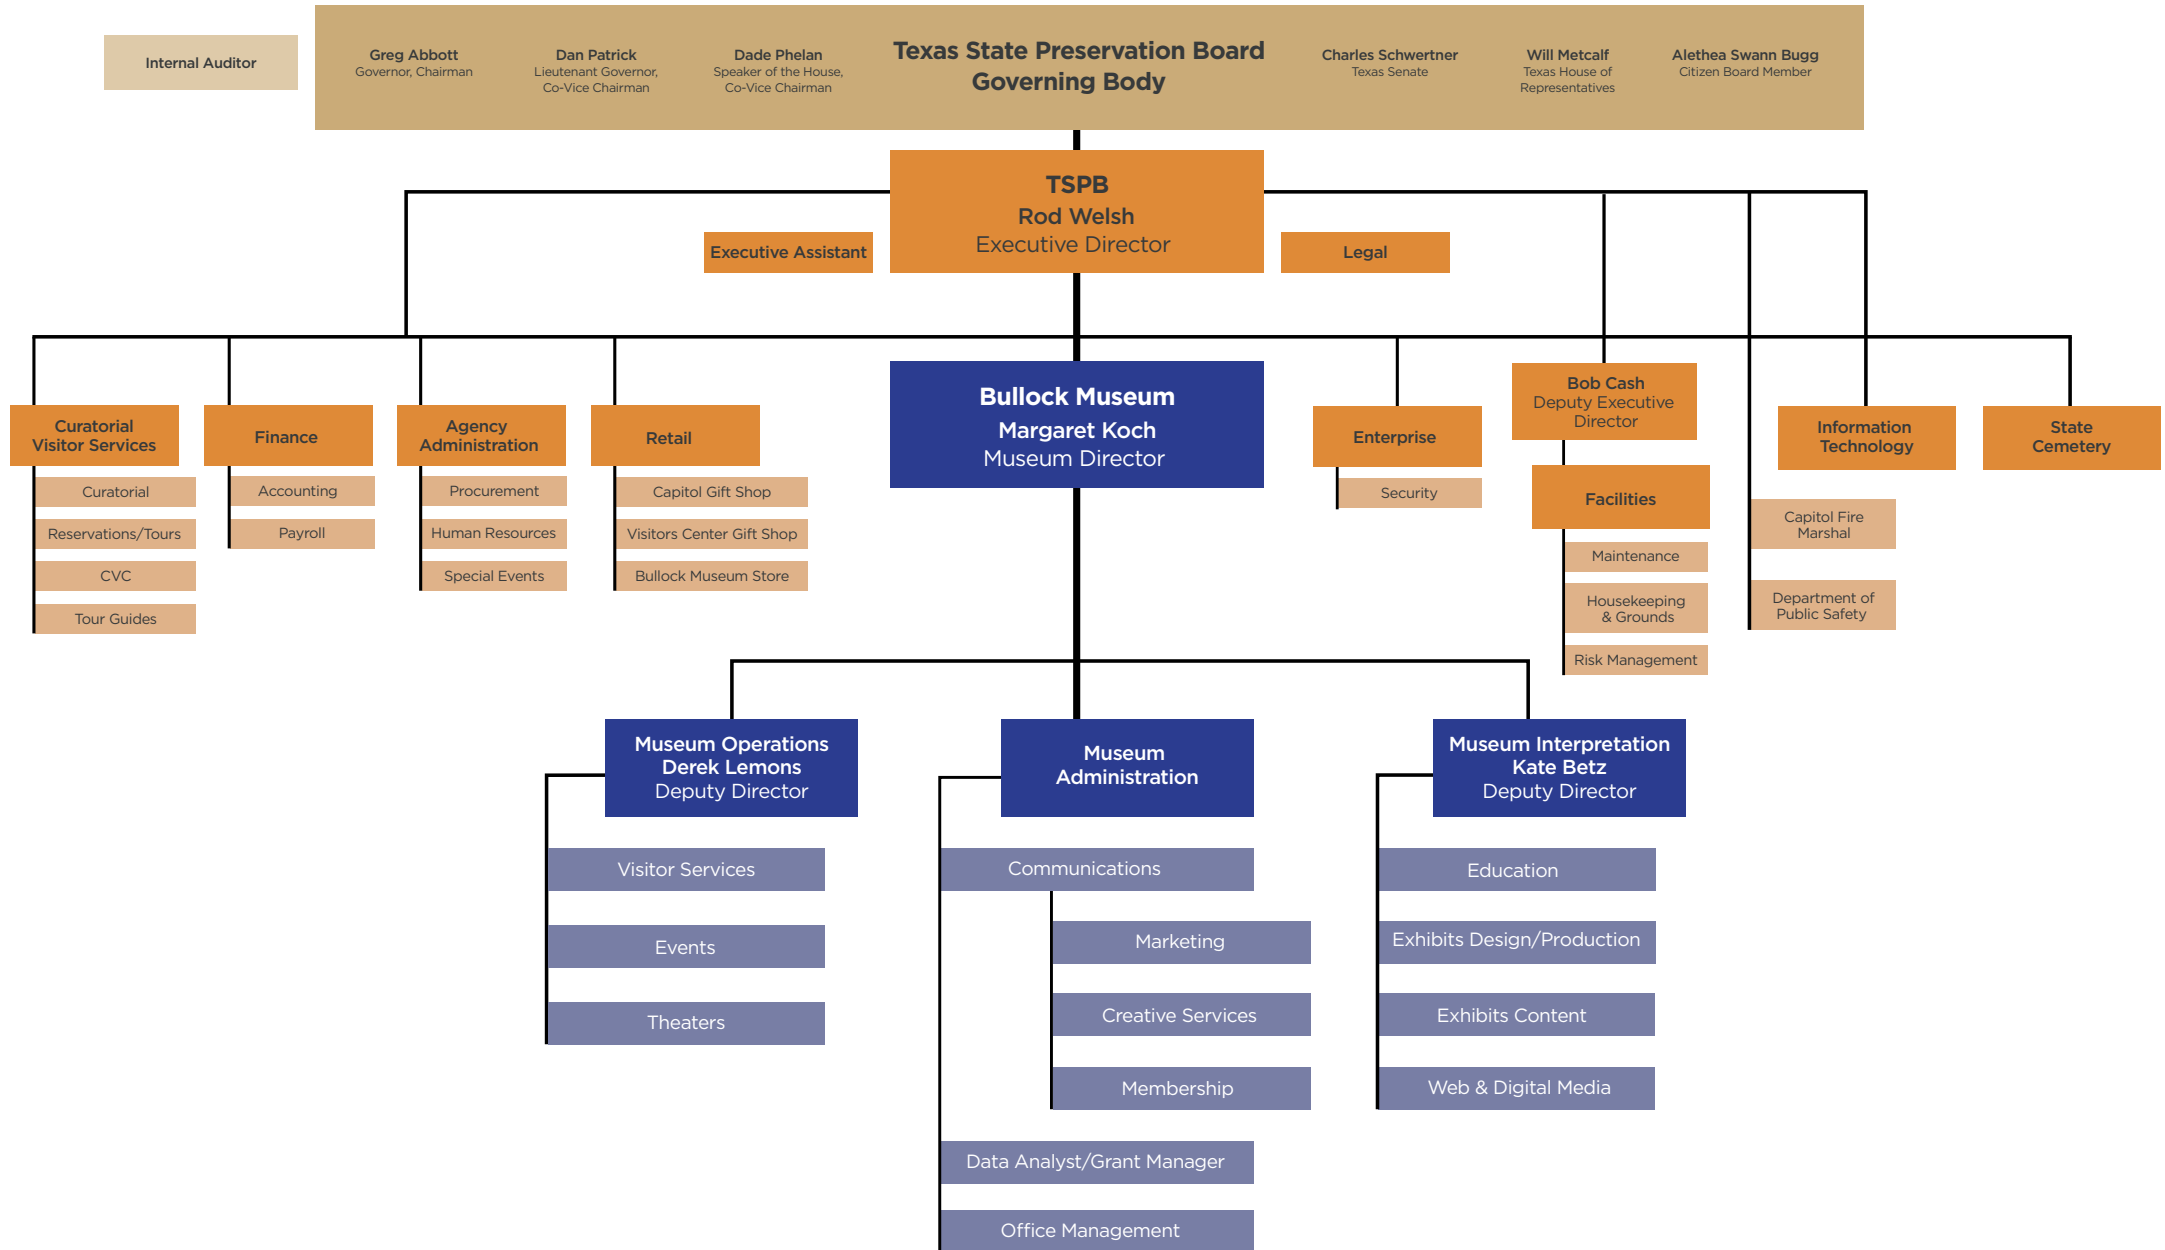 Internal Auditor
Greg Abbott
Governor, Chairman
Dan Patrick
Lieutenant Governor,
Co-Vice Chairman
Dade Phelan
Speaker of the House,
Co-Vice Chairman
Texas State Preservation Board
Governing Body
Charles Schwertner
Texas Senate
Will Metcalf
Texas House of
Representatives
Alethea Swann Bugg
Citizen Board Member
TSPB
Rod Welsh
Executive Director
Executive Assistant
Legal
Curatorial
Visitor Services
Curatorial
Reservations/Tours
CVC
Tour Guides
Finance
Accounting
Payroll
Agency
Administration
Procurement
Human Resources
Special Events
Retail
Capitol Gift Shop
Visitors Center Gift Shop
Bullock Museum Store
Bullock Museum
Margaret Koch
Museum Director
Enterprise
Security
Bob Cash
Deputy Executive
Director
Facilities
Maintenance
Housekeeping
& Grounds
Risk Management
Capitol Fire
Marshal
Department of
Public Safety
Information
Technology
State
Cemetery
Museum Operations
Derek Lemons
Deputy Director
Visitor Services
Events
Theaters
Museum
Administration
Communications
Marketing
Creative Services
Membership
Data Analyst/Grant Manager
Office Management
Museum Interpretation
Kate Betz
Deputy Director
Education
Exhibits Design/Production
Exhibits Content
Web & Digital Media